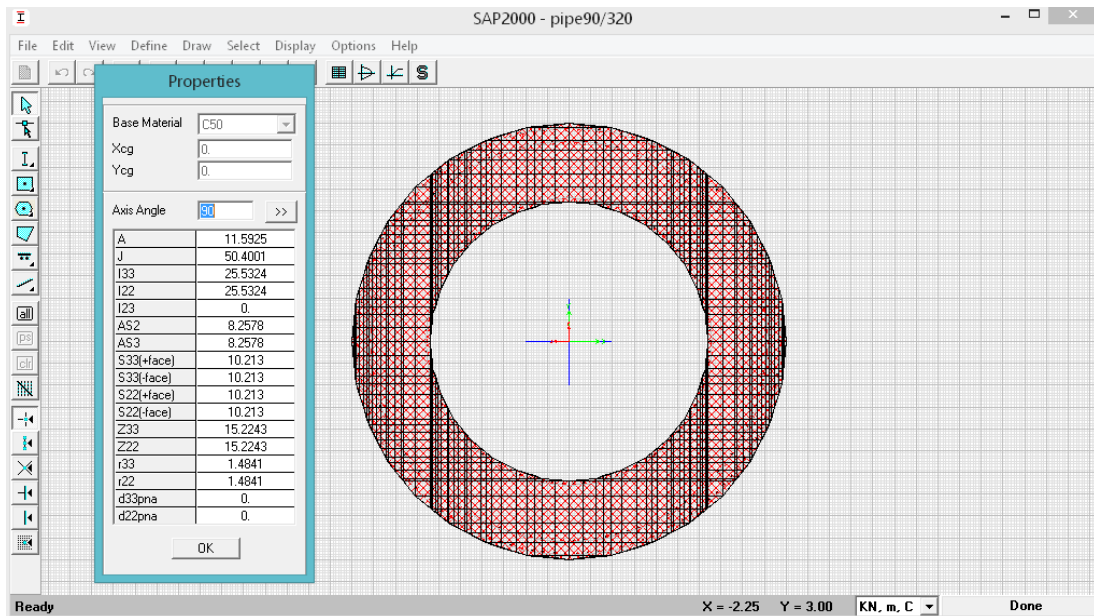 SAP2000 - pipe90/320
File Edit View Define Draw Select Display Options Help
S
Properties
Base Material C50
Xcg 0.
Ycg 0.
Axis Angle 90 >>
A 11.5925
J 50.4001
I33 25.5324
I22 25.5324
I23 0.
AS2 8.2578
AS3 8.2578
S33(+face) 10.213
S33(-face) 10.213
S22(+face) 10.213
S22(-face) 10.213
Z33 15.2243
Z22 15.2243
r33 1.4841
r22 1.4841
d33pna 0.
d22pna 0.
OK
all
ps
clr
Ready X = -2.25 Y = 3.00 KN, m, C Done